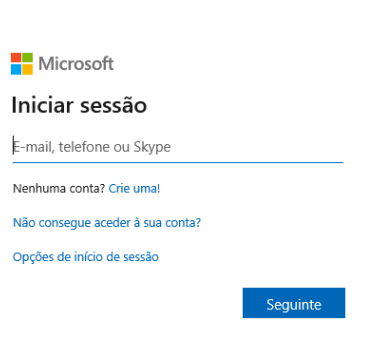 Microsoft
Iniciar sessão
E-mail, telefone ou Skype
Nenhuma conta? Crie uma!
Não consegue aceder à sua conta?
Opções de início de sessão
Seguinte